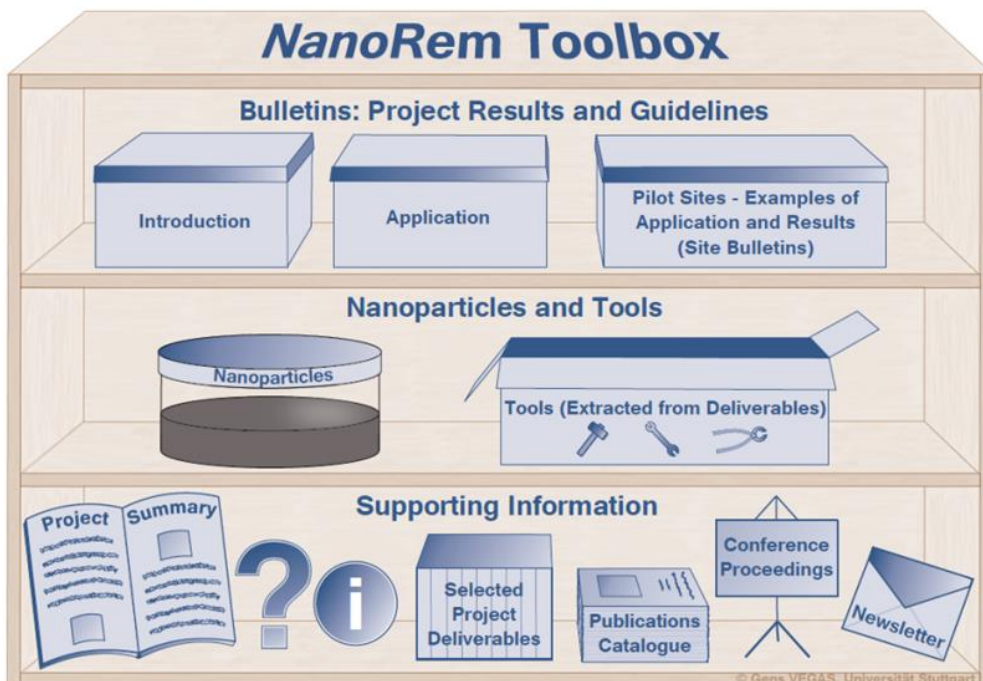 NanoRem Toolbox
Bulletins: Project Results and Guidelines
Introduction
Application
Pilot Sites - Examples of
Application and Results
(Site Bulletins)
Nanoparticles and Tools
Nanoparticles
Tools (Extracted from Deliverables)
Supporting Information
Project Summary
?
i
Selected
Project
Deliverables
Publications
Catalogue
Conference
Proceedings
Newsletter
© Gens VEGAS, Universität Stuttgart